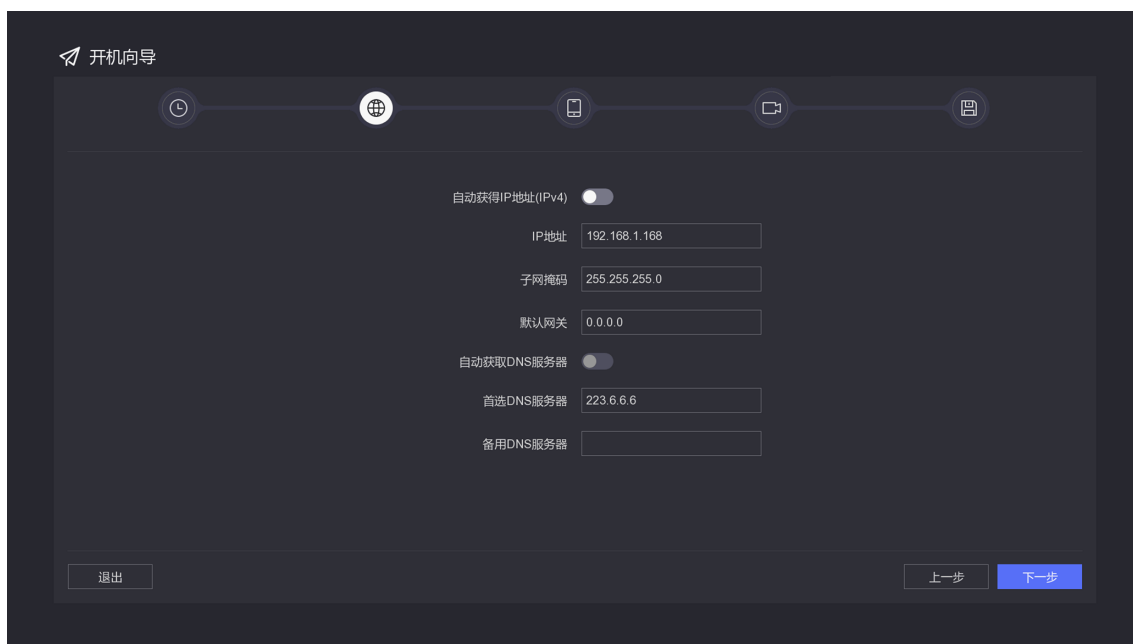 开机向导
自动获得IP地址(IPv4)
IP地址 192.168.1.168
子网掩码 255.255.255.0
默认网关 0.0.0.0
自动获取DNS服务器
首选DNS服务器 223.6.6.6
备用DNS服务器
退出 上一步 下一步